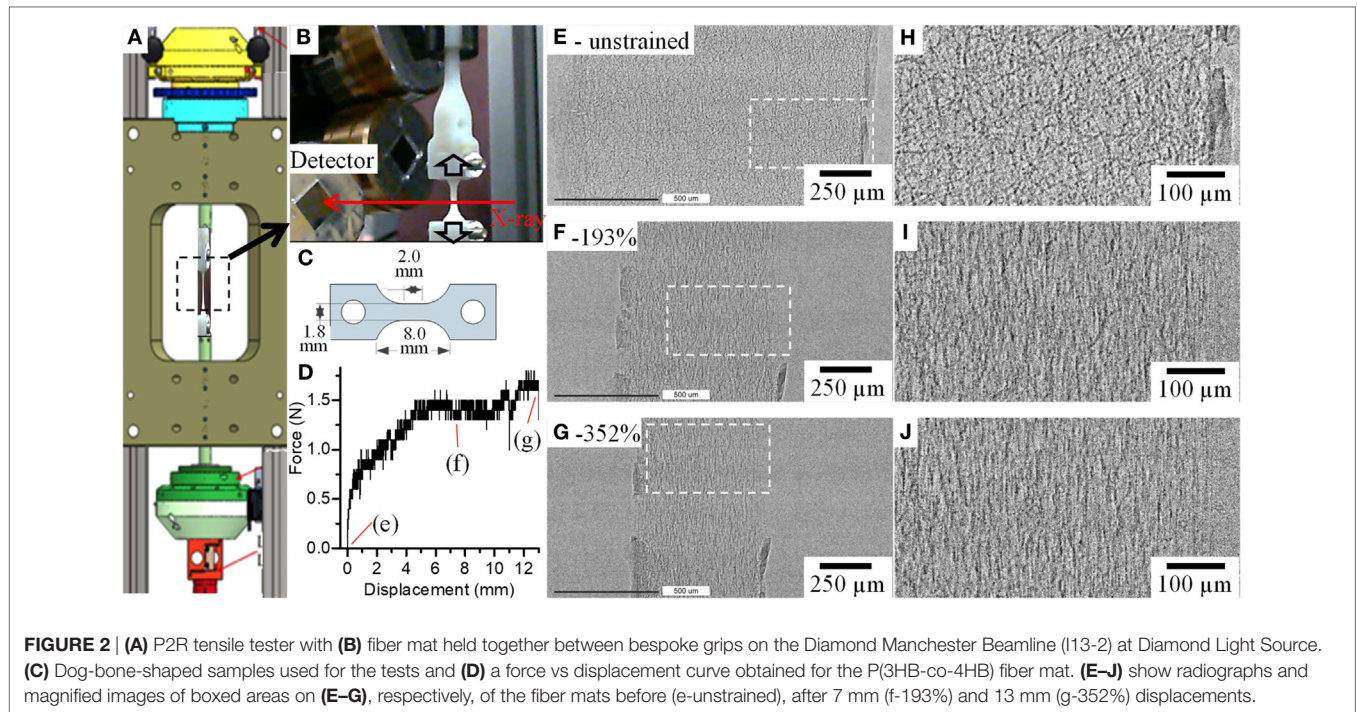 A
B
Detector
X-ray
C
2.0
mm
1.8
mm
8.0
mm
D
Force (N)
1.5
1.0
0.5
0.0
0 2 4 6 8 10 12
Displacement (mm)
(e)
(f)
(g)
E - unstrained
500 um
250 µm
F -193%
500 um
250 µm
G -352%
500 um
250 µm
H
100 µm
I
100 µm
J
100 µm
FIGURE 2 | (A) P2R tensile tester with (B) fiber mat held together between bespoke grips on the Diamond Manchester Beamline (I13-2) at Diamond Light Source.
(C) Dog-bone-shaped samples used for the tests and (D) a force vs displacement curve obtained for the P(3HB-co-4HB) fiber mat. (E–J) show radiographs and
magnified images of boxed areas on (E–G), respectively, of the fiber mats before (e-unstrained), after 7 mm (f-193%) and 13 mm (g-352%) displacements.